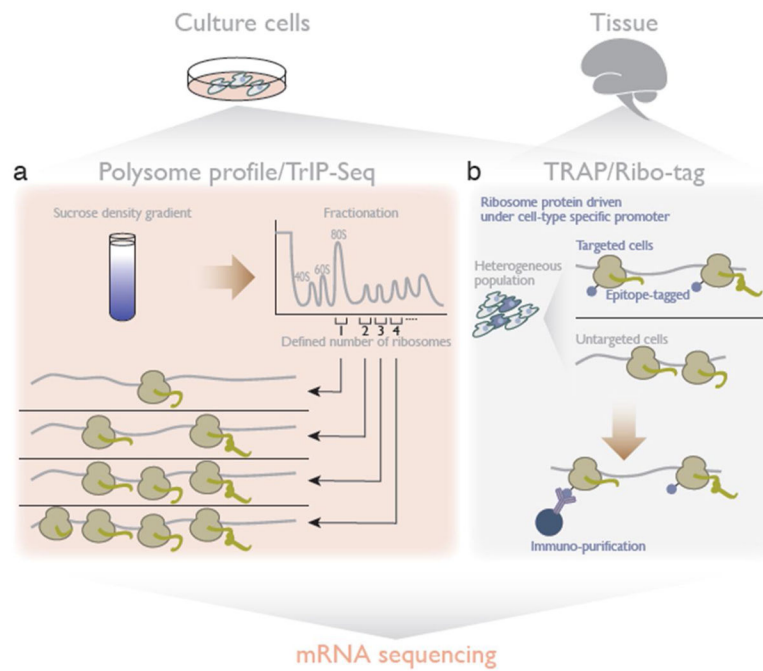 Culture cells
Tissue
a
Polysome profile/TrIP-Seq
Sucrose density gradient
Fractionation
80S
40S
60S
1 2 3 4 ....
Defined number of ribosomes
b
TRAP/Ribo-tag
Ribosome protein driven
under cell-type specific promoter
Targeted cells
Heterogeneous
population
Epitope-tagged
Untargeted cells
Immuno-purification
mRNA sequencing